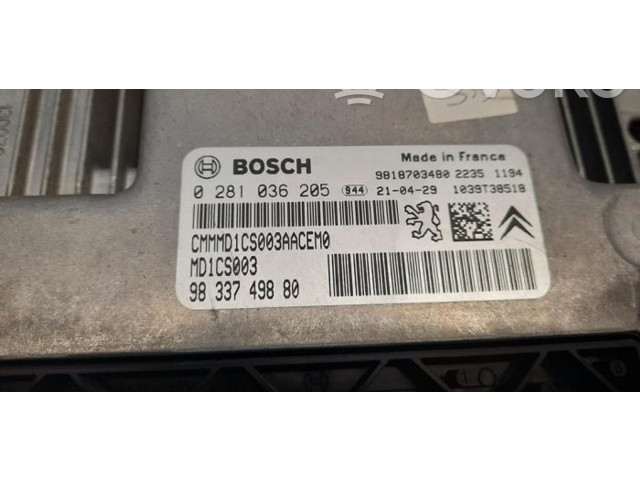 BOSCH
Made in France
9818703480 2235 1194
0 281 036 205 944 21-04-29 1039T38518
CMMMD1CS003AACEM0
MD1CS003
98 337 498 80